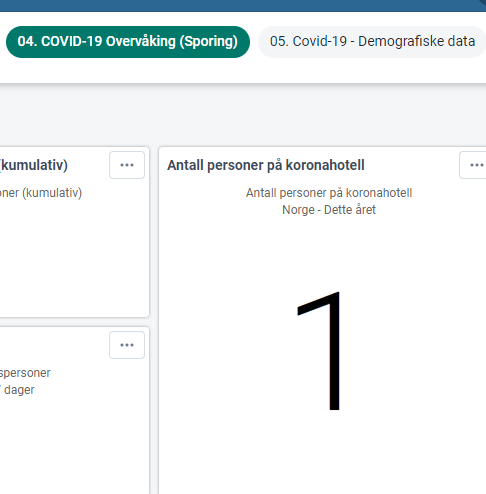 04. COVID-19 Overvåking (Sporing)
05. Covid-19 - Demografiske data
(kumulativ)
Antall personer på koronahotell
oner (kumulativ)
Antall personer på koronahotell
Norge - Dette året
1
spersoner
7 dager